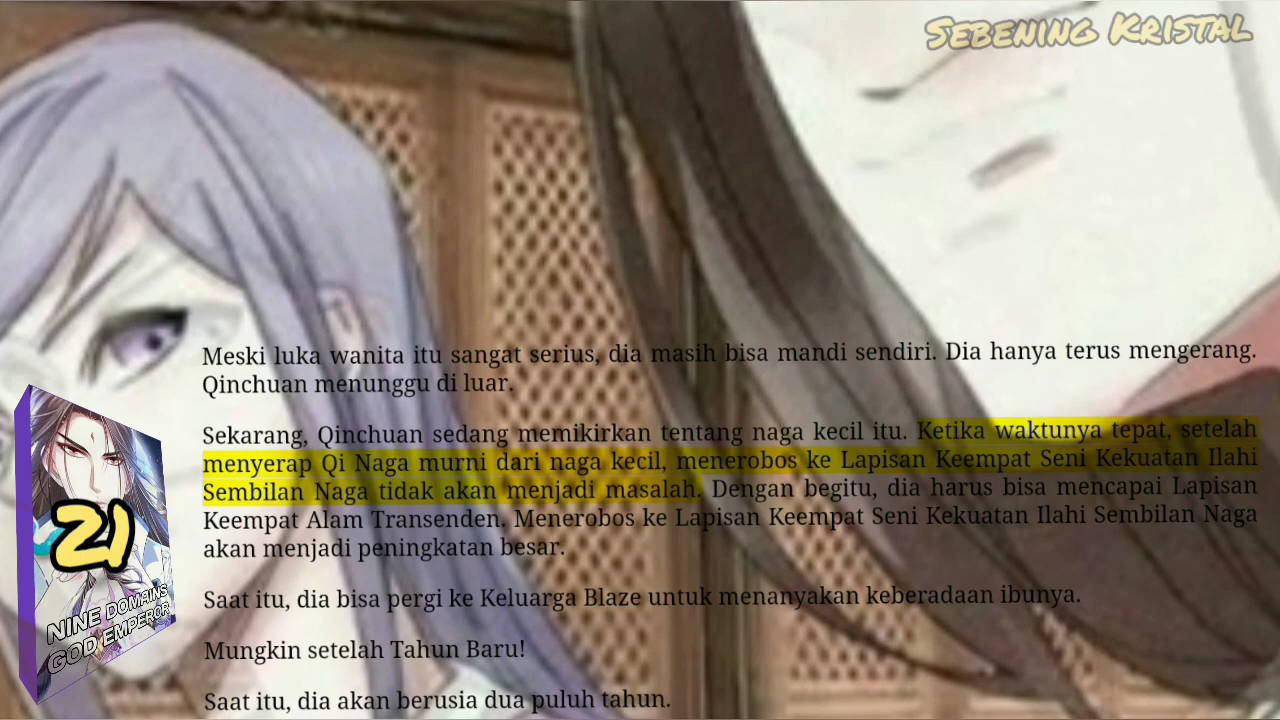 Sebening Kristal
Meski luka wanita itu sangat serius, dia masih bisa mandi sendiri. Dia hanya terus mengerang.
Qinchuan menunggu di luar.
Sekarang, Qinchuan sedang memikirkan tentang naga kecil itu. Ketika waktunya tepat, setelah
menyerap Qi Naga murni dari naga kecil, menerobos ke Lapisan Keempat Seni Kekuatan Ilahi
Sembilan Naga tidak akan menjadi masalah. Dengan begitu, dia harus bisa mencapai Lapisan
Keempat Alam Transenden. Menerobos ke Lapisan Keempat Seni Kekuatan Ilahi Sembilan Naga
akan menjadi peningkatan besar.
Saat itu, dia bisa pergi ke Keluarga Blaze untuk menanyakan keberadaan ibunya.
Mungkin setelah Tahun Baru!
Saat itu, dia akan berusia dua puluh tahun.
21
NINE DOMAINS
GOD EMPEROR